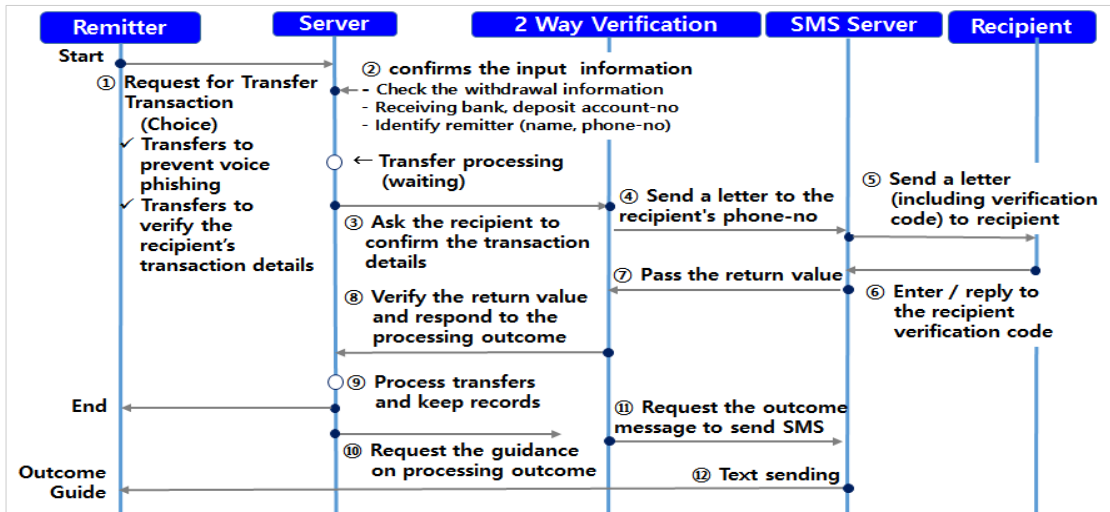 Remitter
Server
2 Way Verification
SMS Server
Recipient
Start
① Request for Transfer
Transaction
(Choice)
✓ Transfers to
prevent voice
phishing
✓ Transfers to
verify the
recipient's
transaction details
② confirms the input information
- Check the withdrawal information
- Receiving bank, deposit account-no
- Identify remitter (name, phone-no)
← Transfer processing
(waiting)
③ Ask the recipient to
confirm the transaction
details
④ Send a letter to the
recipient's phone-no
⑤ Send a letter
(including verification
code) to recipient
⑦ Pass the return value
⑥ Enter / reply to
the recipient
verification code
⑧ Verify the return value
and respond to the
processing outcome
⑨ Process transfers
and keep records
End
⑪ Request the outcome
message to send SMS
⑩ Request the guidance
on processing outcome
Outcome
Guide
⑫ Text sending